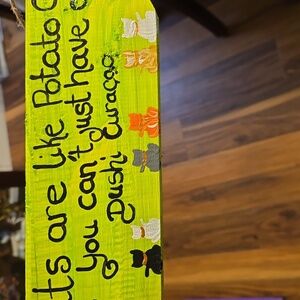 ts are like Potato C
you can't just have o
Dushi Curaçao